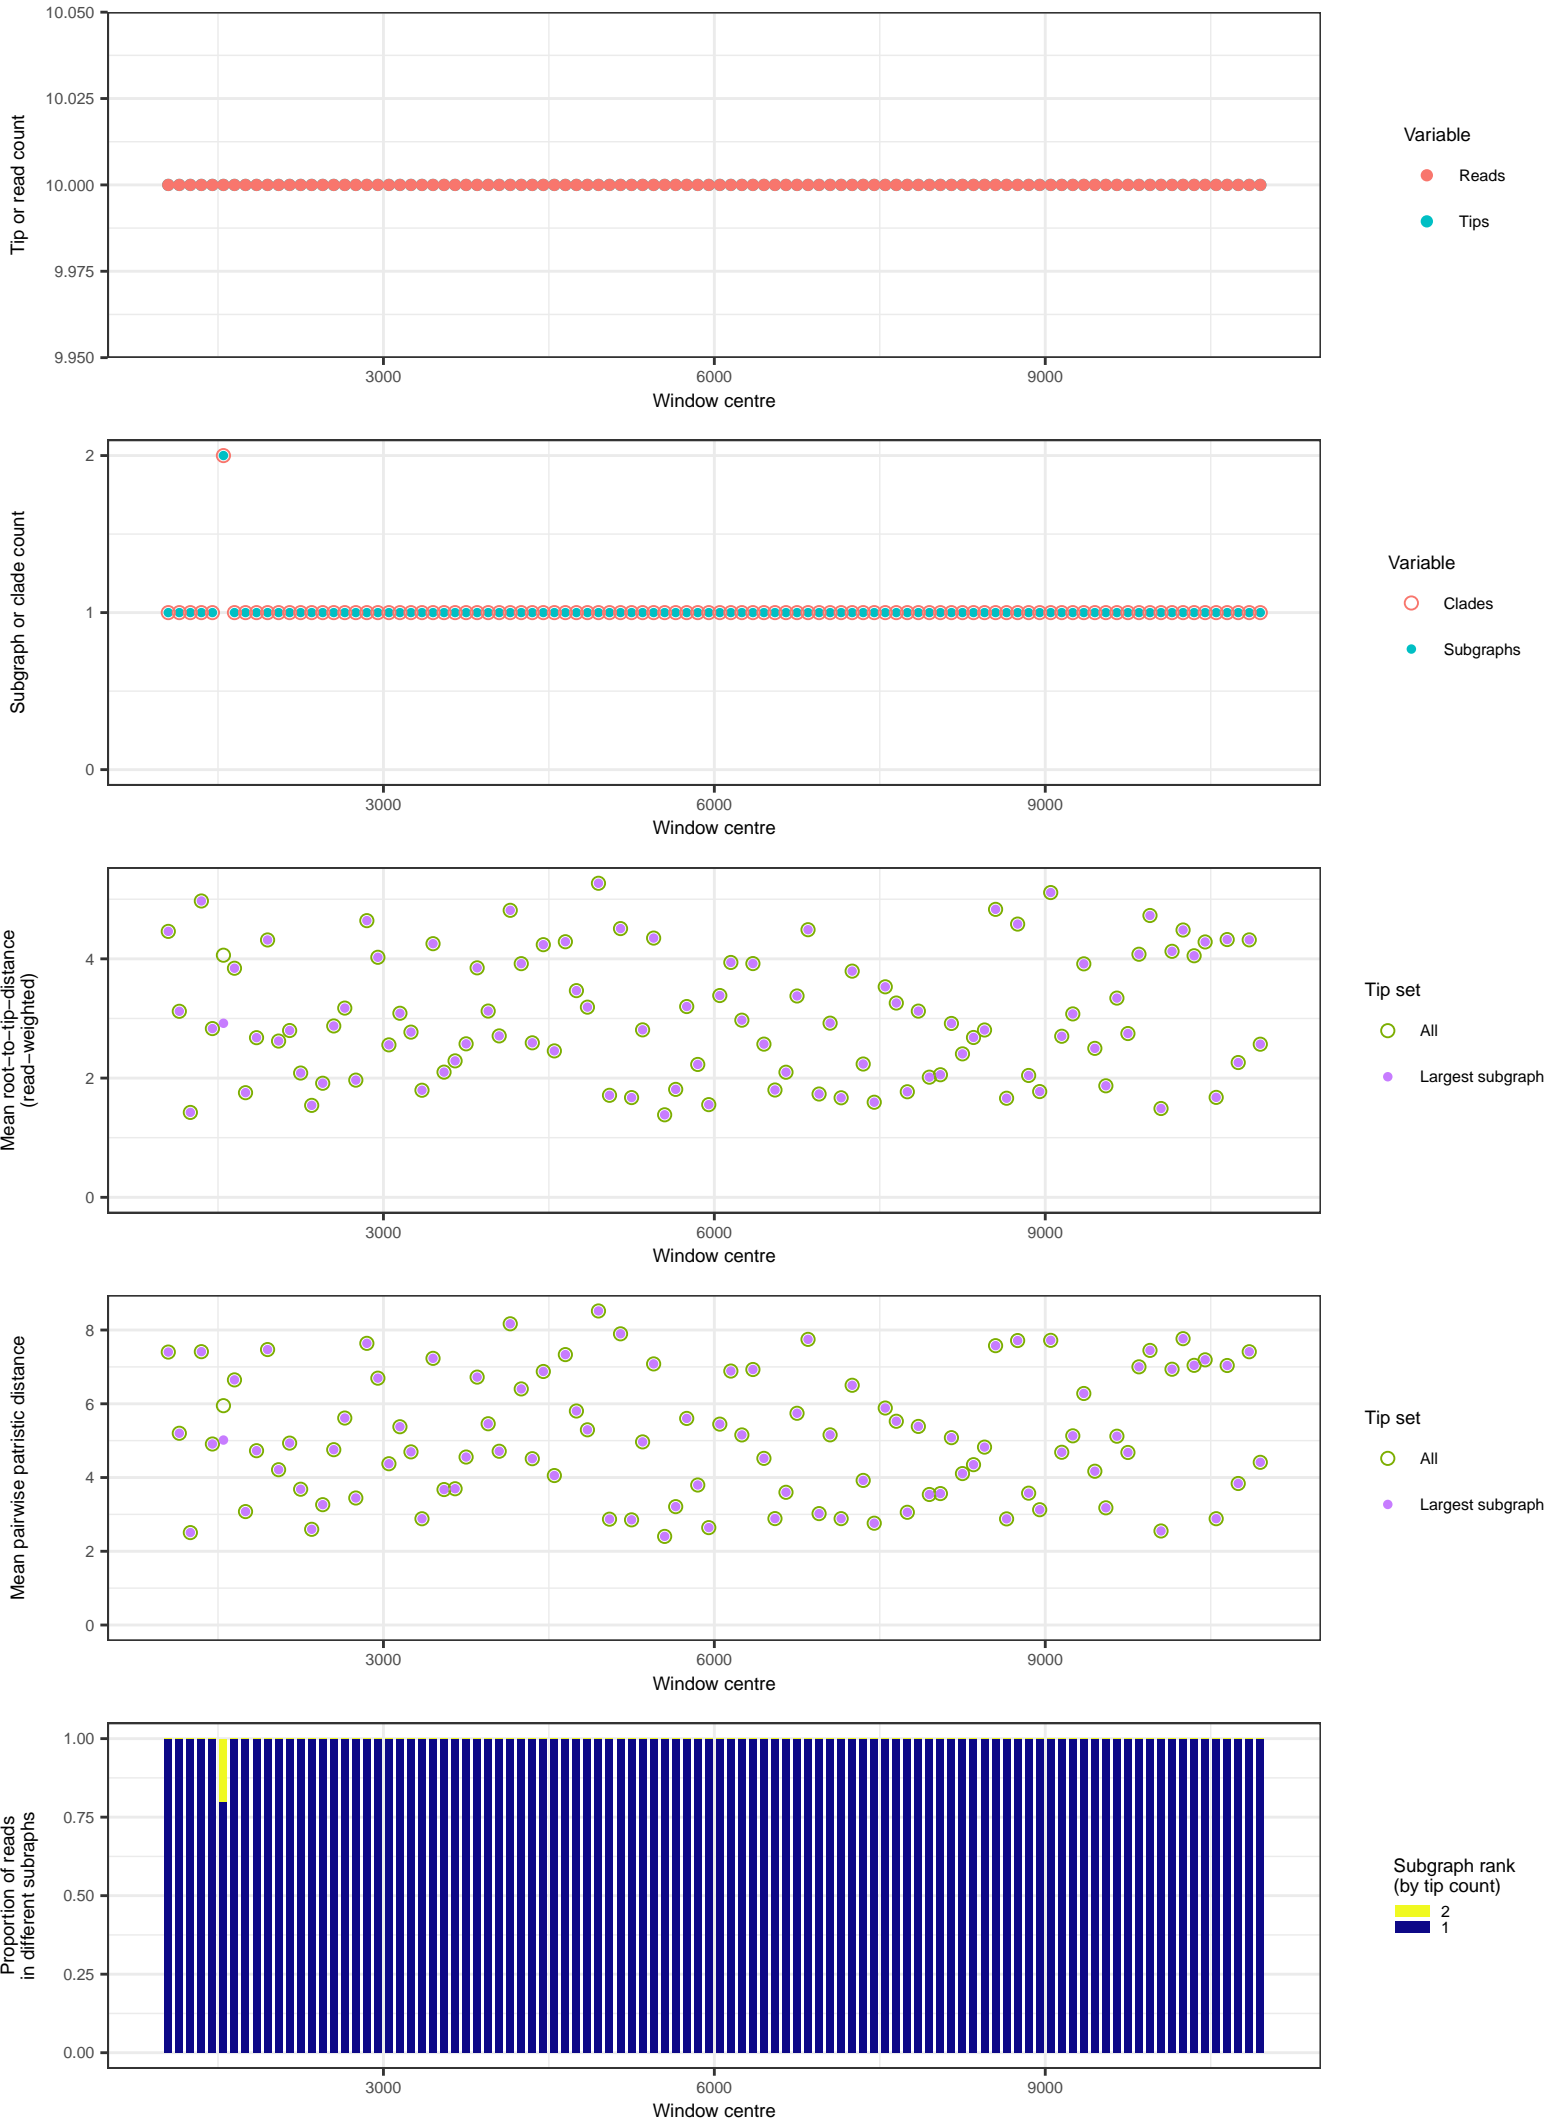 10.050
10.025
10.000
9.975
9.950
Tip or read count
3000
6000
9000
Window centre
Variable
Reads
Tips
2
1
0
Subgraph or clade count
3000
6000
9000
Window centre
Variable
Clades
Subgraphs
4
2
0
Mean root−to−tip−distance
(read−weighted)
3000
6000
9000
Window centre
Tip set
All
Largest subgraph
8
6
4
2
0
Mean pairwise patristic distance
3000
6000
9000
Window centre
Tip set
All
Largest subgraph
1.00
0.75
0.50
0.25
0.00
Proportion of reads
in different subraphs
3000
6000
9000
Window centre
Subgraph rank
(by tip count)
2
1